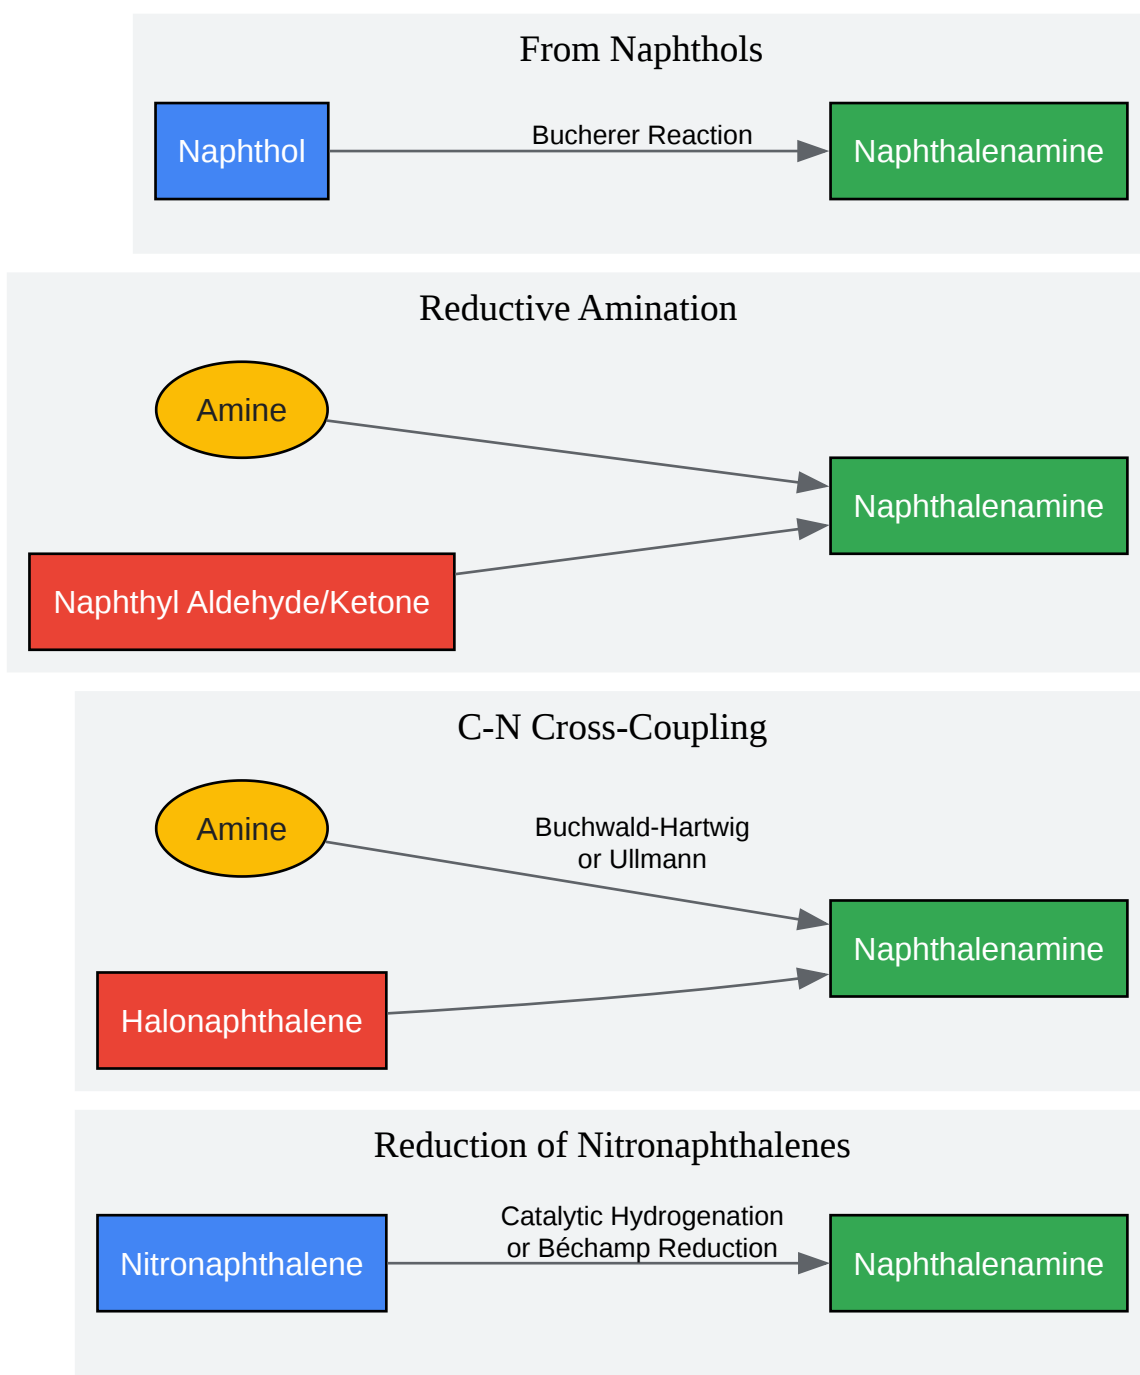 From Naphthols
Naphthol
Bucherer Reaction
Naphthalenamine
Reductive Amination
Amine
Naphthalenamine
Naphthyl Aldehyde/Ketone
C-N Cross-Coupling
Amine
Buchwald-Hartwig
or Ullmann
Naphthalenamine
Halonaphthalene
Reduction of Nitronaphthalenes
Nitronaphthalene
Catalytic Hydrogenation
or Béchamp Reduction
Naphthalenamine